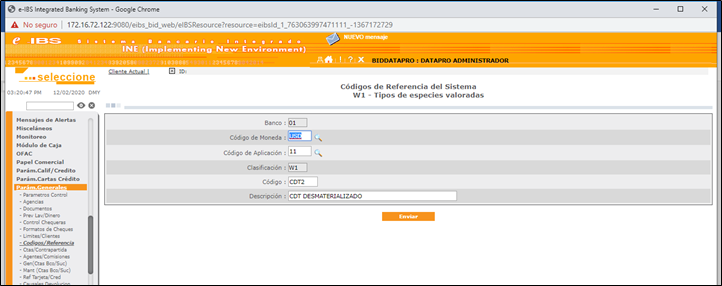 e-IBS Integrated Banking System - Google Chrome
No seguro | 172.16.72.122:9080/eibs_bid_web/eIBSResource?resource=eibsId_1_763063997471111_-1367172729
e-IBS Sistema Bancario Integrado
INE (Implementing New Environment)
NUEVO mensaje
BIDDATAPRO : DATAPRO ADMINISTRADOR
...seleccione
Cliente Actual | ID:
03:20:47 PM 12/02/2020 DMY
Códigos de Referencia del Sistema
W1 - Tipos de especies valoradas
Mensajes de Alertas
Misceláneos
Monitoreo
Módulo de Caja
OFAC
Papel Comercial
Parám.Calif/Credito
Parám.Cartas Crédito
Parám.Generales
- Parametros Control
- Agencias
- Documentos
- Prev Lav/Dinero
- Control Chequeras
- Formatos de Cheques
- Limites/Clientes
- Codigos/Referencia
- Ctas/Contrapartida
- Agentes/Comisiones
- Gen(Ctas Bco/Suc)
- Mant (Ctas Bco/Suc)
- Ref Tarjeta/Cred
- Causales Devolucion
Banco : 01
Código de Moneda : USD
Código de Aplicación : 11
Clasificación : W1
Código : CDT2
Descripción : CDT DESMATERIALIZADO
Enviar